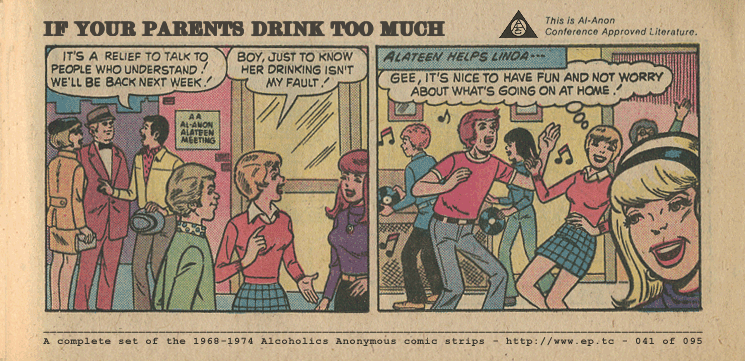 IF YOUR PARENTS DRINK TOO MUCH
This is Al-Anon
Conference Approved Literature.
IT'S A RELIEF TO TALK TO
PEOPLE WHO UNDERSTAND!
WE'LL BE BACK NEXT WEEK!
BOY, JUST TO KNOW
HER DRINKING ISN'T
MY FAULT!
AA
AL-ANON
ALATEEN
MEETING
ALATEEN HELPS LINDA---
GEE, IT'S NICE TO HAVE FUN AND NOT WORRY
ABOUT WHAT'S GOING ON AT HOME!
A complete set of the 1968-1974 Alcoholics Anonymous comic strips - http://www.ep.tc - 041 of 095